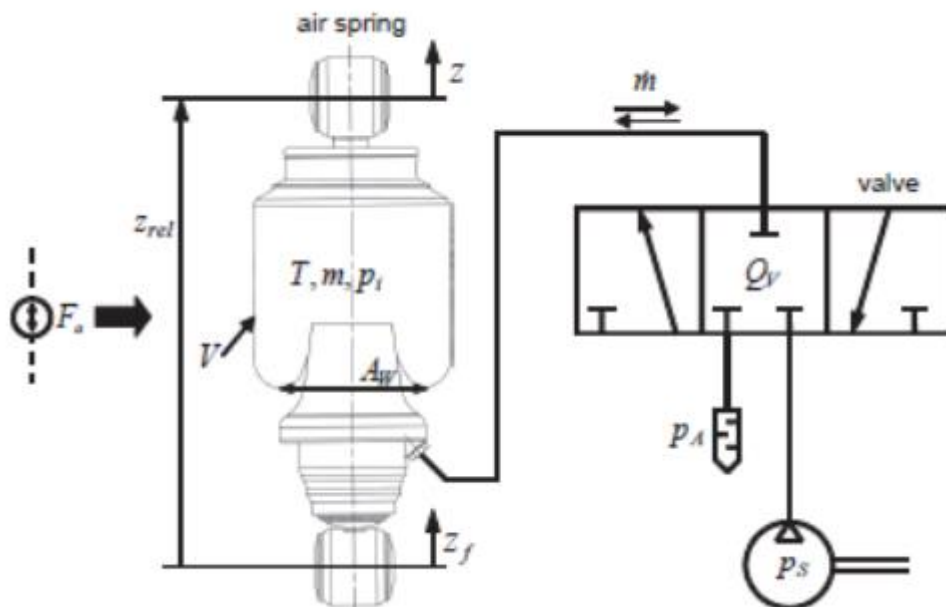 air spring
z
ṁ
valve
z_rel
T, m, p_i
Q_V
F_a
V
A_W
p_A
z_f
p_S